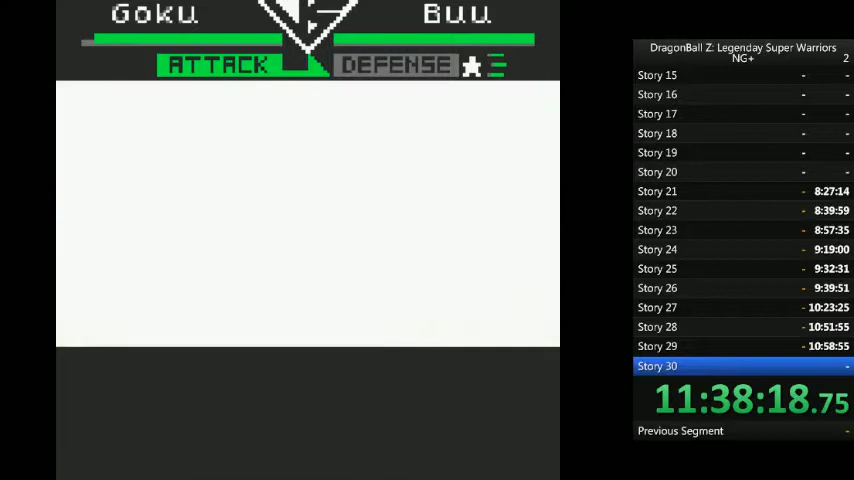 Goku Buu
ATTACK DEFENSE
DragonBall Z: Legenday Super Warriors
NG+ 2
Story 15 - -
Story 16 - -
Story 17 - -
Story 18 - -
Story 19 - -
Story 20 - -
Story 21 - 8:27:14
Story 22 - 8:39:59
Story 23 - 8:57:35
Story 24 - 9:19:00
Story 25 - 9:32:31
Story 26 - 9:39:51
Story 27 - 10:23:25
Story 28 - 10:51:55
Story 29 - 10:58:55
Story 30 -
11:38:18.75
Previous Segment -